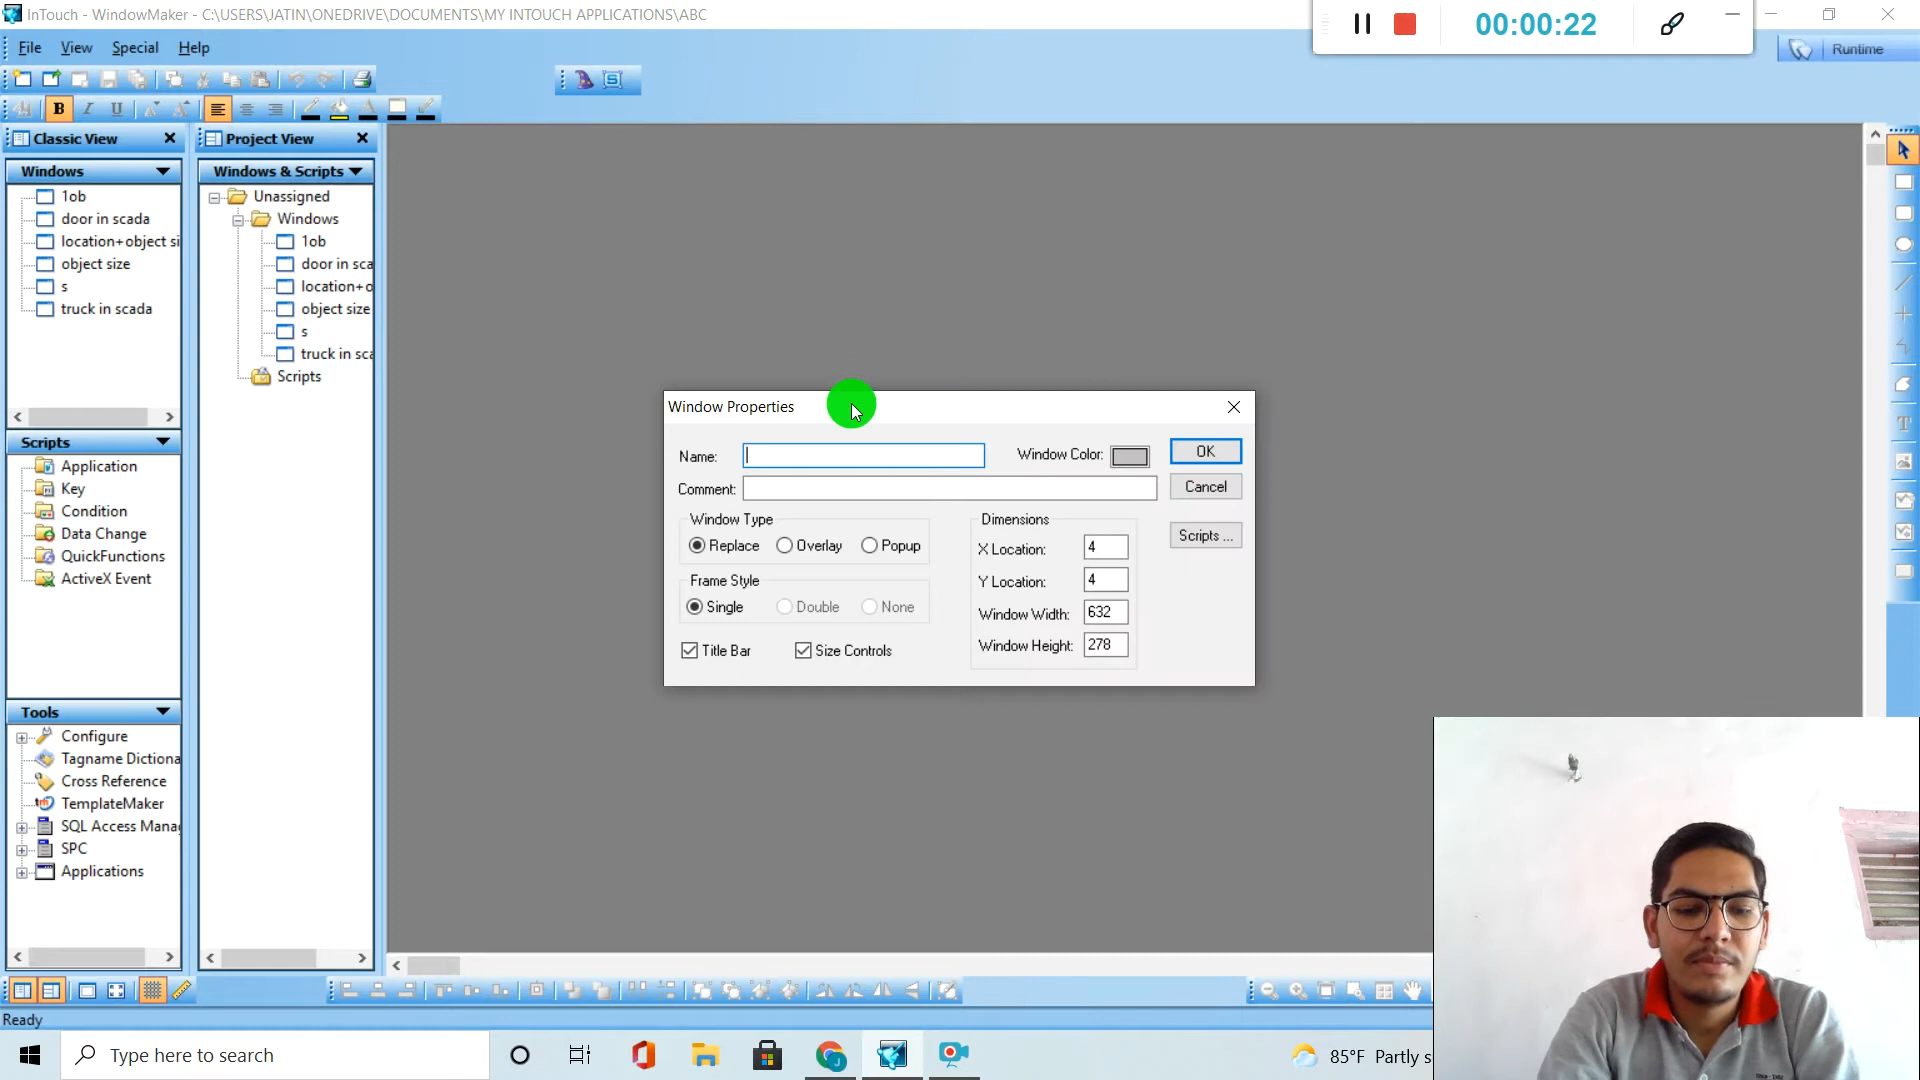 InTouch - WindowMaker - C:\USERS\JATIN\ONEDRIVE\DOCUMENTS\MY INTOUCH APPLICATIONS\ABC
00:00:22
File View Special Help
Runtime
B I U
Classic View
Project View
Windows
Windows & Scripts
1ob
door in scada
location+object si
object size
s
truck in scada
Unassigned
Windows
1ob
door in sca
location+o
object size
s
truck in sca
Scripts
Scripts
Application
Key
Condition
Data Change
QuickFunctions
ActiveX Event
Tools
Configure
Tagname Dictiona
Cross Reference
TemplateMaker
SQL Access Mana
SPC
Applications
Window Properties
Name:
Window Color:
OK
Comment:
Cancel
Window Type
Replace Overlay Popup
Frame Style
Single Double None
Title Bar Size Controls
Dimensions
X Location: 4
Y Location: 4
Window Width: 632
Window Height: 278
Scripts ...
Ready
Type here to search
85°F Partly s